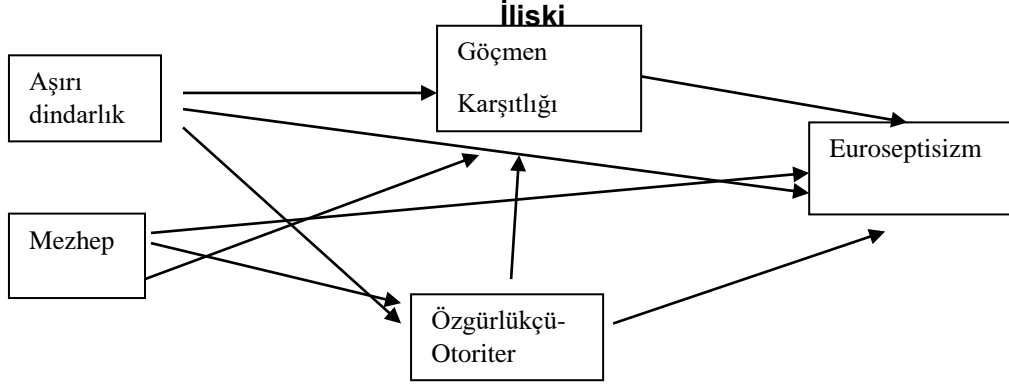 İlişki
Göçmen
Karşıtlığı
Aşırı
dindarlık
Euroseptisizm
Mezhep
Özgürlükçü-
Otoriter